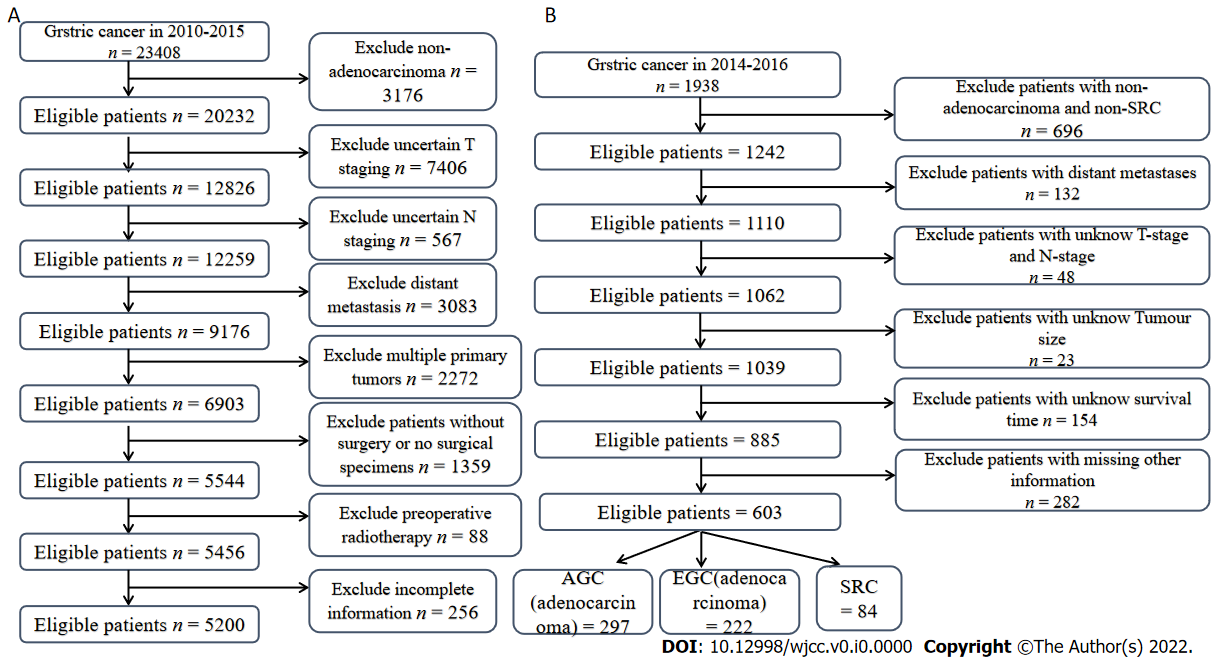 A
Grstric cancer in 2010-2015
n = 23408
Exclude non-
adenocarcinoma n =
3176
Eligible patients n = 20232
Exclude uncertain T
staging n = 7406
Eligible patients n = 12826
Exclude uncertain N
staging n = 567
Eligible patients n = 12259
Exclude distant
metastasis n = 3083
Eligible patients n = 9176
Exclude multiple primary
tumors n = 2272
Eligible patients n = 6903
Exclude patients without
surgery or no surgical
specimens n = 1359
Eligible patients n = 5544
Exclude preoperative
radiotherapy n = 88
Eligible patients n = 5456
Exclude incomplete
information n = 256
Eligible patients n = 5200
B
Grstric cancer in 2014-2016
n = 1938
Exclude patients with non-
adenocarcinoma and non-SRC
n = 696
Eligible patients = 1242
Exclude patients with distant metastases
n = 132
Eligible patients = 1110
Exclude patients with unknow T-stage
and N-stage
n = 48
Eligible patients = 1062
Exclude patients with unknow Tumour
size
n = 23
Eligible patients = 1039
Exclude patients with unknow survival
time n = 154
Eligible patients = 885
Exclude patients with missing other
information
n = 282
Eligible patients = 603
AGC
(adenocarcin
oma) = 297
EGC(adenoca
rcinoma)
= 222
SRC
= 84
DOI: 10.12998/wjcc.v0.i0.0000 Copyright ©The Author(s) 2022.